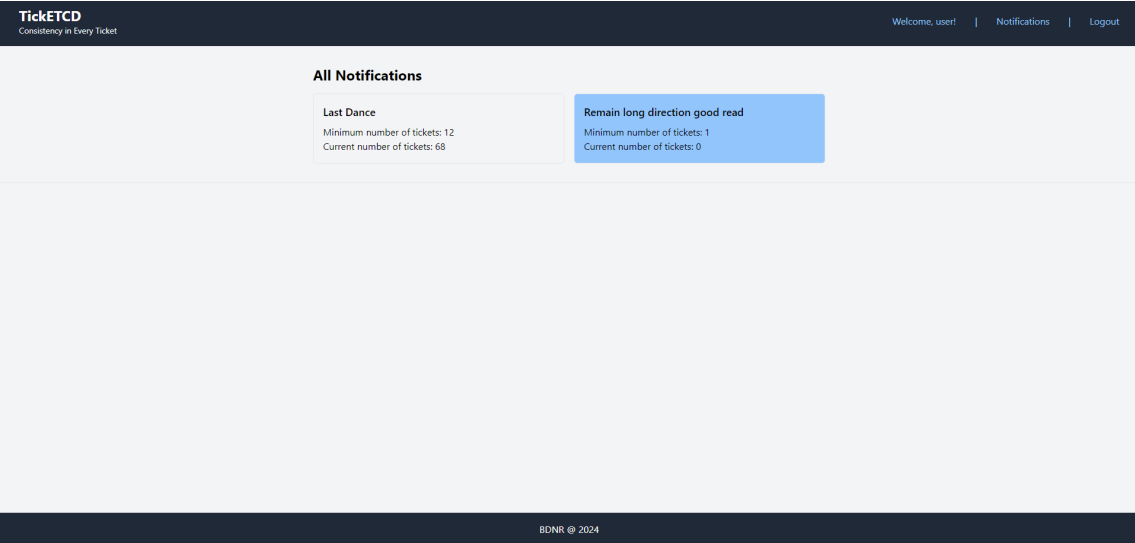 TickETCD
Consistency in Every Ticket
Welcome, user! | Notifications | Logout
All Notifications
Last Dance
Minimum number of tickets: 12
Current number of tickets: 68
Remain long direction good read
Minimum number of tickets: 1
Current number of tickets: 0
BDNR @ 2024